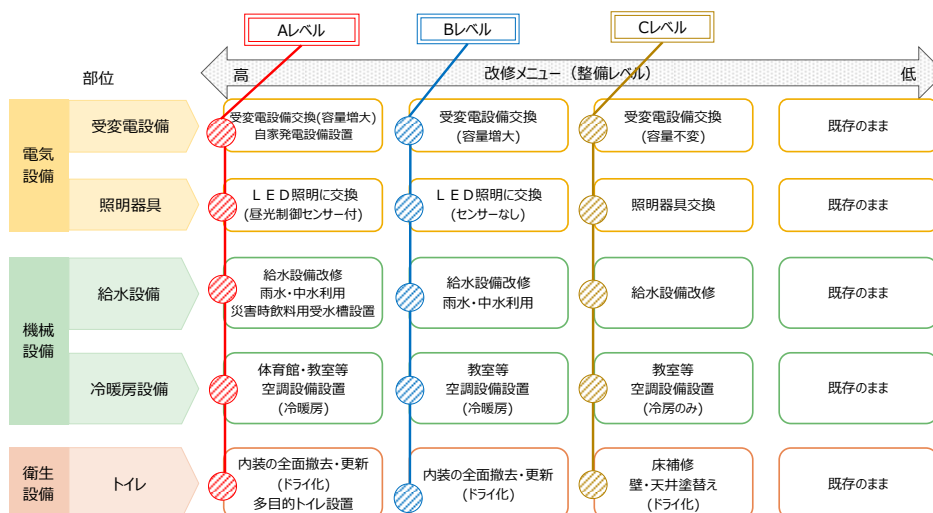 Aレベル
Bレベル
Cレベル
部位
高
改修メニュー（整備レベル）
低
電気
設備
受変電設備
受変電設備交換(容量増大)
自家発電設備設置
受変電設備交換
(容量増大)
受変電設備交換
(容量不変)
既存のまま
照明器具
ＬＥＤ照明に交換
(昼光制御センサー付)
ＬＥＤ照明に交換
(センサーなし)
照明器具交換
既存のまま
機械
設備
給水設備
給水設備改修
雨水・中水利用
災害時飲料用受水槽設置
給水設備改修
雨水・中水利用
給水設備改修
既存のまま
冷暖房設備
体育館・教室等
空調設備設置
(冷暖房)
教室等
空調設備設置
(冷暖房)
教室等
空調設備設置
(冷房のみ)
既存のまま
衛生
設備
トイレ
内装の全面撤去・更新
(ドライ化)
多目的トイレ設置
内装の全面撤去・更新
(ドライ化)
床補修
壁・天井塗替え
(ドライ化)
既存のまま